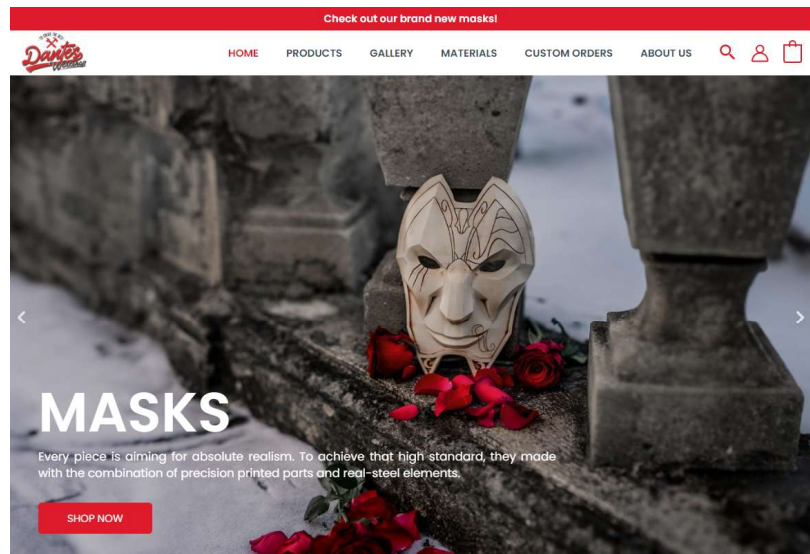 Check out our brand new masks!
Dantes
HOME PRODUCTS GALLERY MATERIALS CUSTOM ORDERS ABOUT US
MASKS
Every piece is aiming for absolute realism. To achieve that high standard, they made
with the combination of precision printed parts and real-steel elements.
SHOP NOW